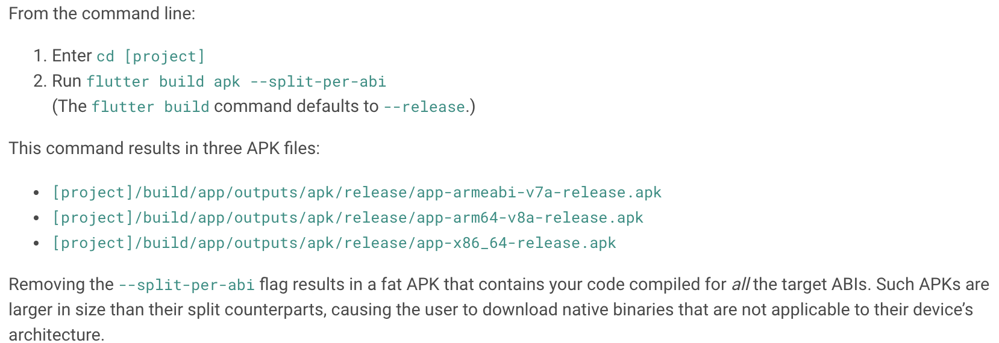 From the command line:
1. Enter cd [project]
2. Run flutter build apk --split-per-abi
(The flutter build command defaults to --release.)
This command results in three APK files:
• [project]/build/app/outputs/apk/release/app-armeabi-v7a-release.apk
• [project]/build/app/outputs/apk/release/app-arm64-v8a-release.apk
• [project]/build/app/outputs/apk/release/app-x86_64-release.apk
Removing the --split-per-abi flag results in a fat APK that contains your code compiled for all the target ABIs. Such APKs are
larger in size than their split counterparts, causing the user to download native binaries that are not applicable to their device’s
architecture.